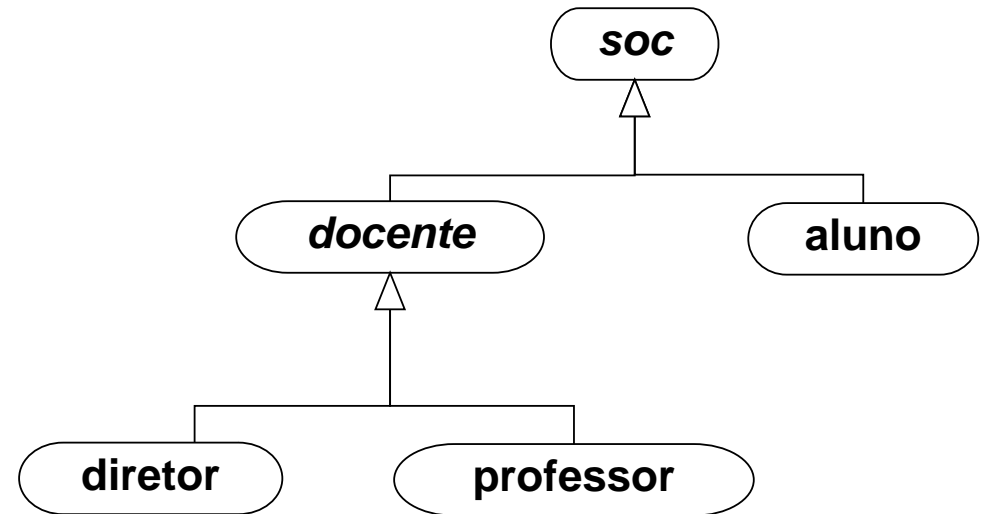 soc
docente
aluno
diretor
professor